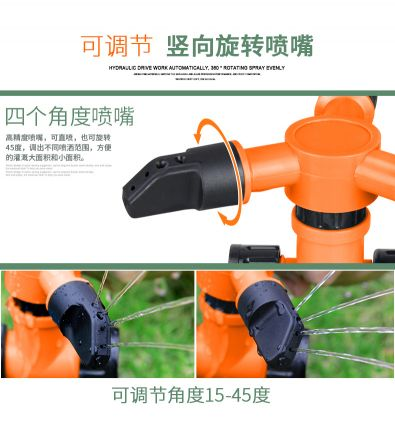 可调节 竖向旋转喷嘴
HYDRAULIC DRIVE WORK AUTOMATICALLY, 360 ° ROTATING SPRAY EVENLY
四个角度喷嘴
高精度喷嘴，可直喷，也可旋转
45度，调出不同喷洒范围，方便
的灌溉大面积和小面积。
可调节角度15-45度